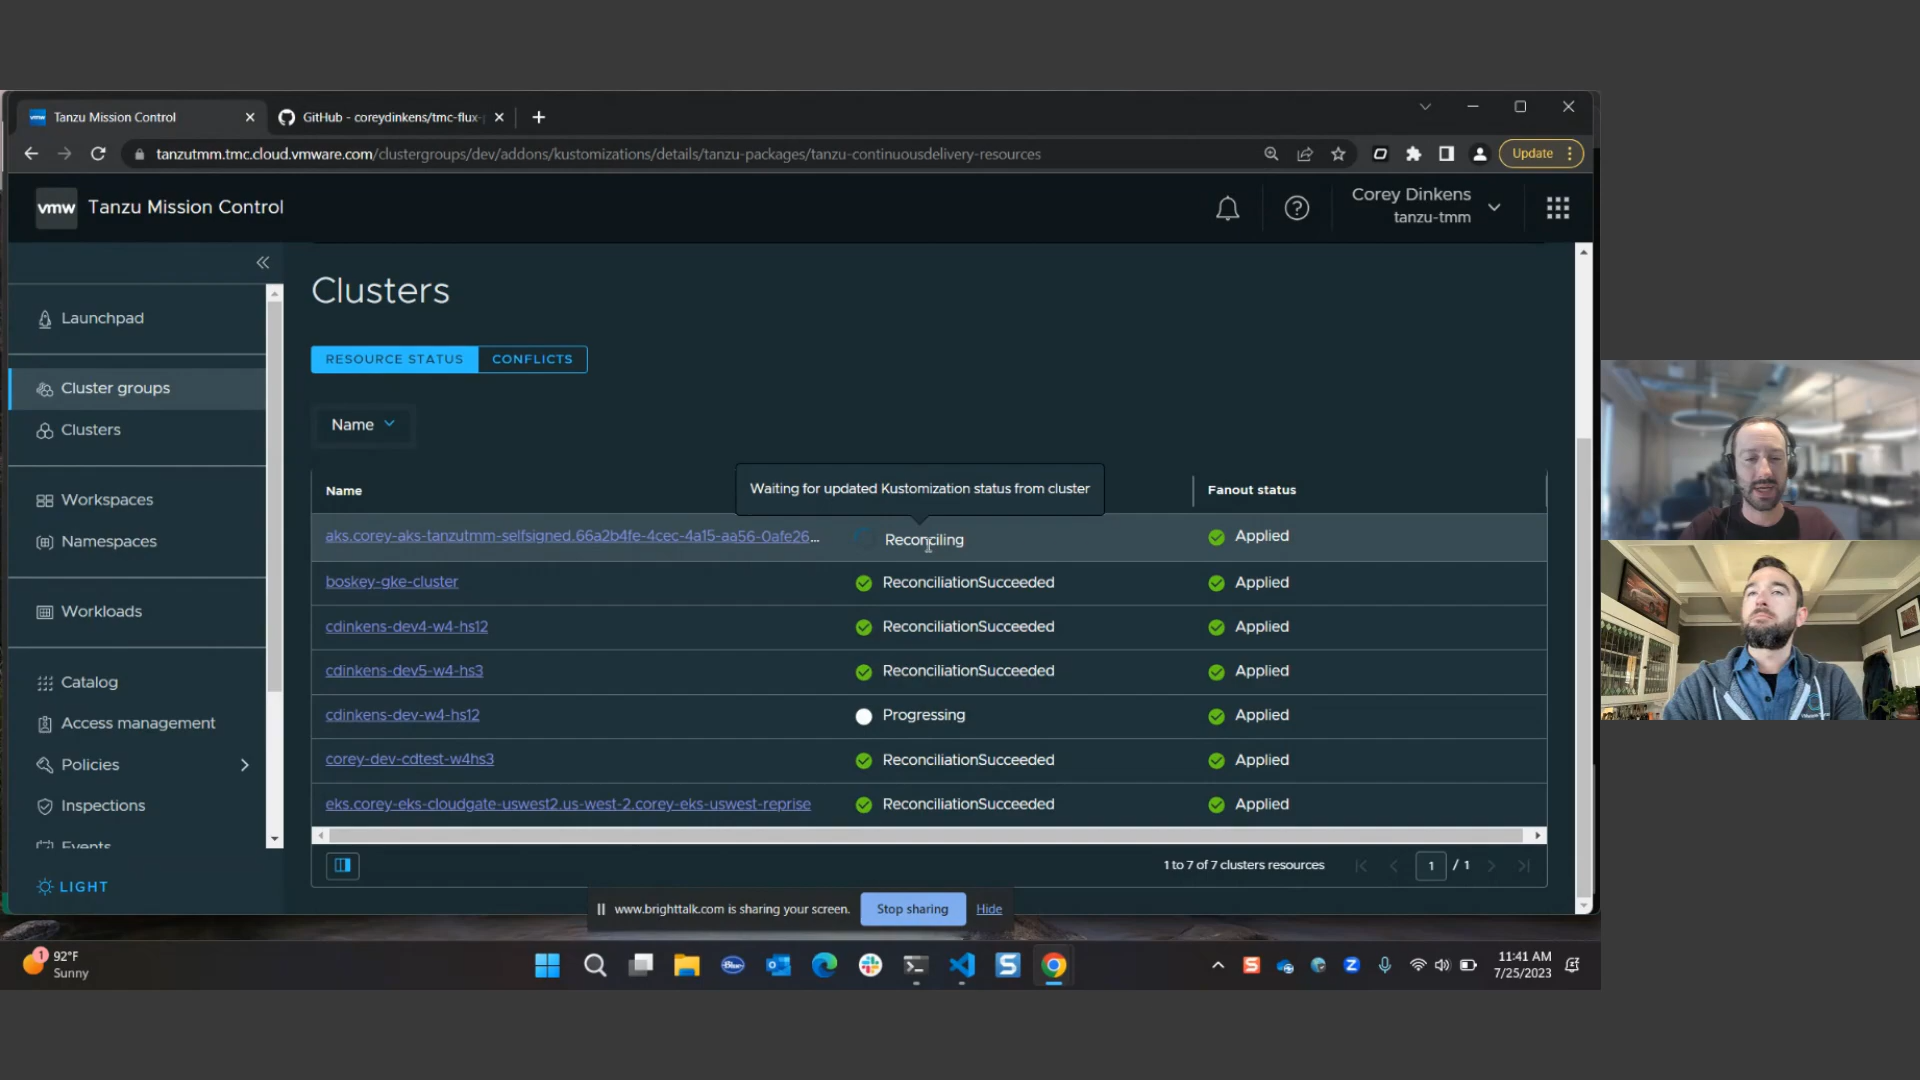 Tanzu Mission Control
GitHub - coreydinkens/tmc-flux-
tanzutmm.tmc.cloud.vmware.com/clustergroups/dev/addons/kustomizations/details/tanzu-packages/tanzu-continuousdelivery-resources
Update
vmw Tanzu Mission Control
Corey Dinkens
tanzu-tmm
Launchpad
Cluster groups
Clusters
Workspaces
Namespaces
Workloads
Catalog
Access management
Policies
Inspections
Events
LIGHT
Clusters
RESOURCE STATUS CONFLICTS
Name
Waiting for updated Kustomization status from cluster
Name Fanout status
aks.corey-aks-tanzutmm-selfsigned.66a2b4fe-4cec-4a15-aa56-0afe26... Reconciling Applied
boskey-gke-cluster ReconciliationSucceeded Applied
cdinkens-dev4-w4-hs12 ReconciliationSucceeded Applied
cdinkens-dev5-w4-hs3 ReconciliationSucceeded Applied
cdinkens-dev-w4-hs12 Progressing Applied
corey-dev-cdtest-w4hs3 ReconciliationSucceeded Applied
eks.corey-eks-cloudgate-uswest2.us-west-2.corey-eks-uswest-reprise ReconciliationSucceeded Applied
1 to 7 of 7 clusters resources 1 / 1
www.brighttalk.com is sharing your screen. Stop sharing Hide
1
92°F
Sunny
11:41 AM
7/25/2023